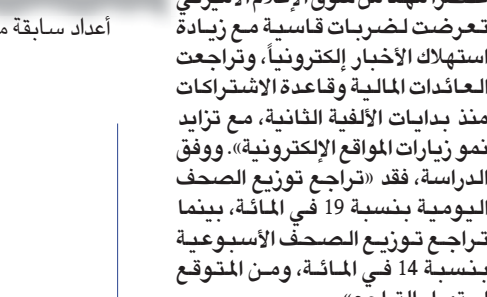 تعرضت لضربات قاسية مع زيادة
استهلاك الأخبار إلكترونياً، وتراجعت
العائدات المالية وقاعدة الاشتراكات
منذ بدايات الألفية الثانية، مع تزايد
نمو زيارات المواقع الإلكترونية». ووفق
الدراسة، فقد «تراجع توزيع الصحف
اليومية بنسبة 19 في المائة، بينما
تراجع توزيع الصحف الأسبوعية
بنسبة 14 في المائة، ومن المتوقع
أعداد سابقة